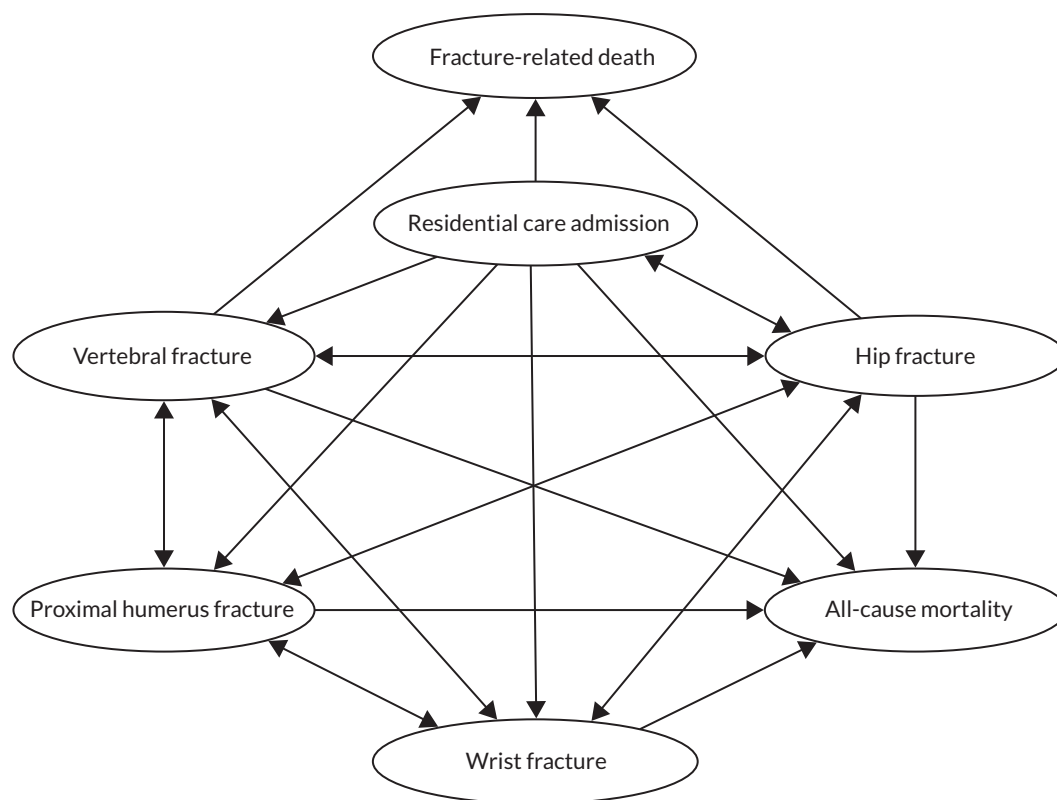 Fracture-related death
Residential care admission
Vertebral fracture
Hip fracture
Proximal humerus fracture
All-cause mortality
Wrist fracture